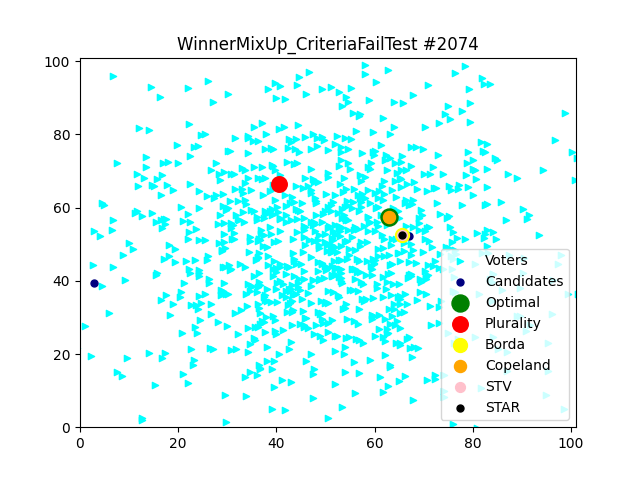 WinnerMixUp_CriteriaFailTest #2074
100
80
60
40
20
0
0 20 40 60 80 100
Voters
Candidates
Optimal
Plurality
Borda
Copeland
STV
STAR